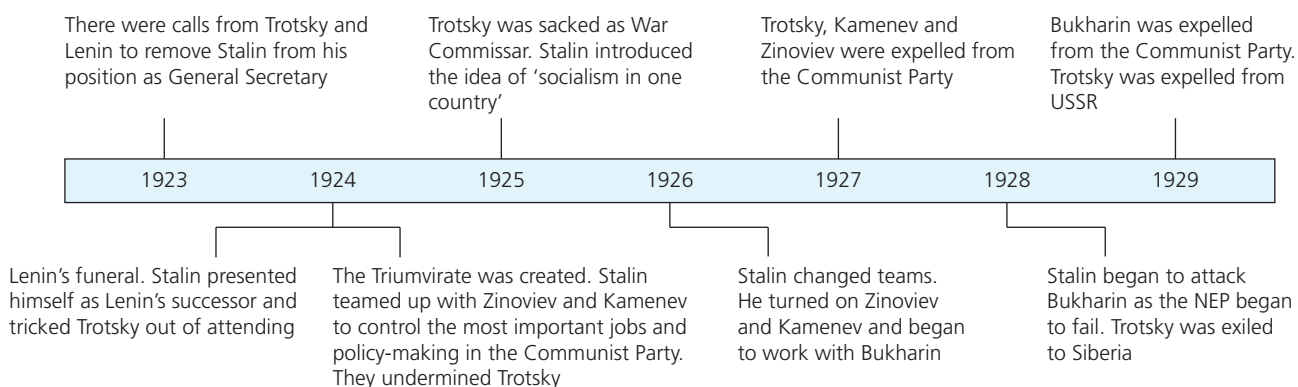 There were calls from Trotsky and
Lenin to remove Stalin from his
position as General Secretary
Trotsky was sacked as War
Commissar. Stalin introduced
the idea of ‘socialism in one
country’
Trotsky, Kamenev and
Zinoviev were expelled from
the Communist Party
Bukharin was expelled
from the Communist Party.
Trotsky was expelled from
USSR
1923
1924
1925
1926
1927
1928
1929
Lenin’s funeral. Stalin presented
himself as Lenin’s successor and
tricked Trotsky out of attending
The Triumvirate was created. Stalin
teamed up with Zinoviev and Kamenev
to control the most important jobs and
policy-making in the Communist Party.
They undermined Trotsky
Stalin changed teams.
He turned on Zinoviev
and Kamenev and began
to work with Bukharin
Stalin began to attack
Bukharin as the NEP began
to fail. Trotsky was exiled
to Siberia